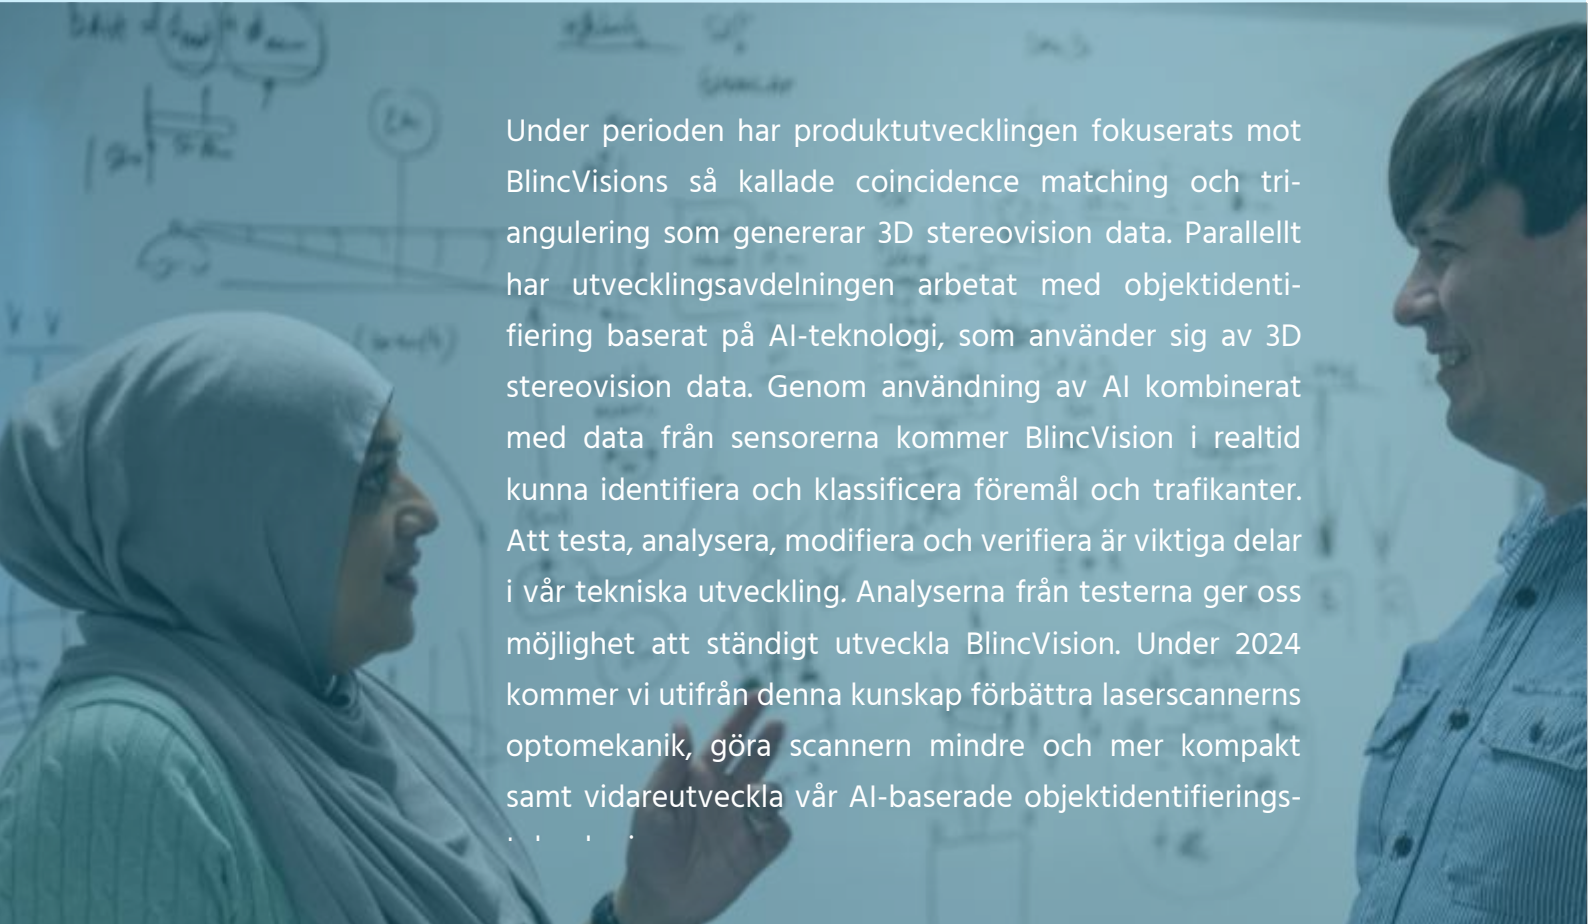 Under perioden har produktutvecklingen fokuserats mot
BlincVisions så kallade coincidence matching och tri-
angulering som genererar 3D stereovision data. Parallellt
har utvecklingsavdelningen arbetat med objektidenti-
fiering baserat på AI-teknologi, som använder sig av 3D
stereovision data. Genom användning av AI kombinerat
med data från sensorerna kommer BlincVision i realtid
kunna identifiera och klassificera föremål och trafikanter.
Att testa, analysera, modifiera och verifiera är viktiga delar
i vår tekniska utveckling. Analyserna från testerna ger oss
möjlighet att ständigt utveckla BlincVision. Under 2024
kommer vi utifrån denna kunskap förbättra laserscannerns
optomekanik, göra scannern mindre och mer kompakt
samt vidareutveckla vår AI-baserade objektidentifierings-